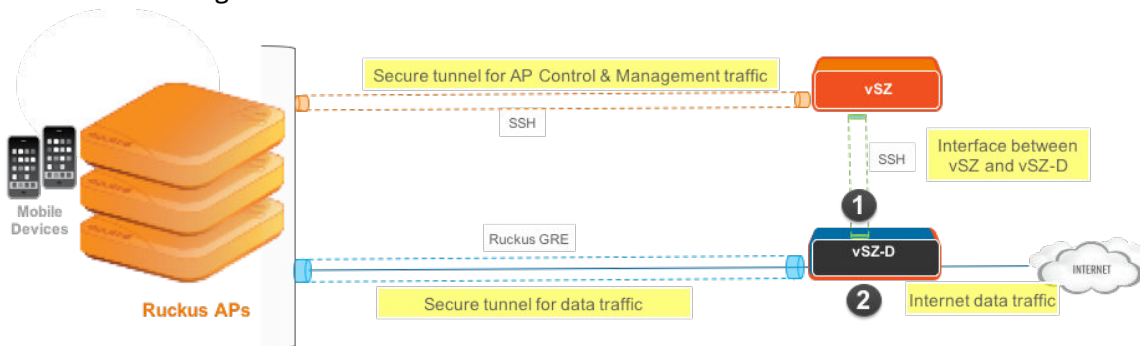 Secure tunnel for AP Control & Management traffic
vSZ
SSH
SSH
Interface between
vSZ and vSZ-D
Mobile
Devices
1
Ruckus GRE
vSZ-D
INTERNET
Ruckus APs
Secure tunnel for data traffic
2
Internet data traffic